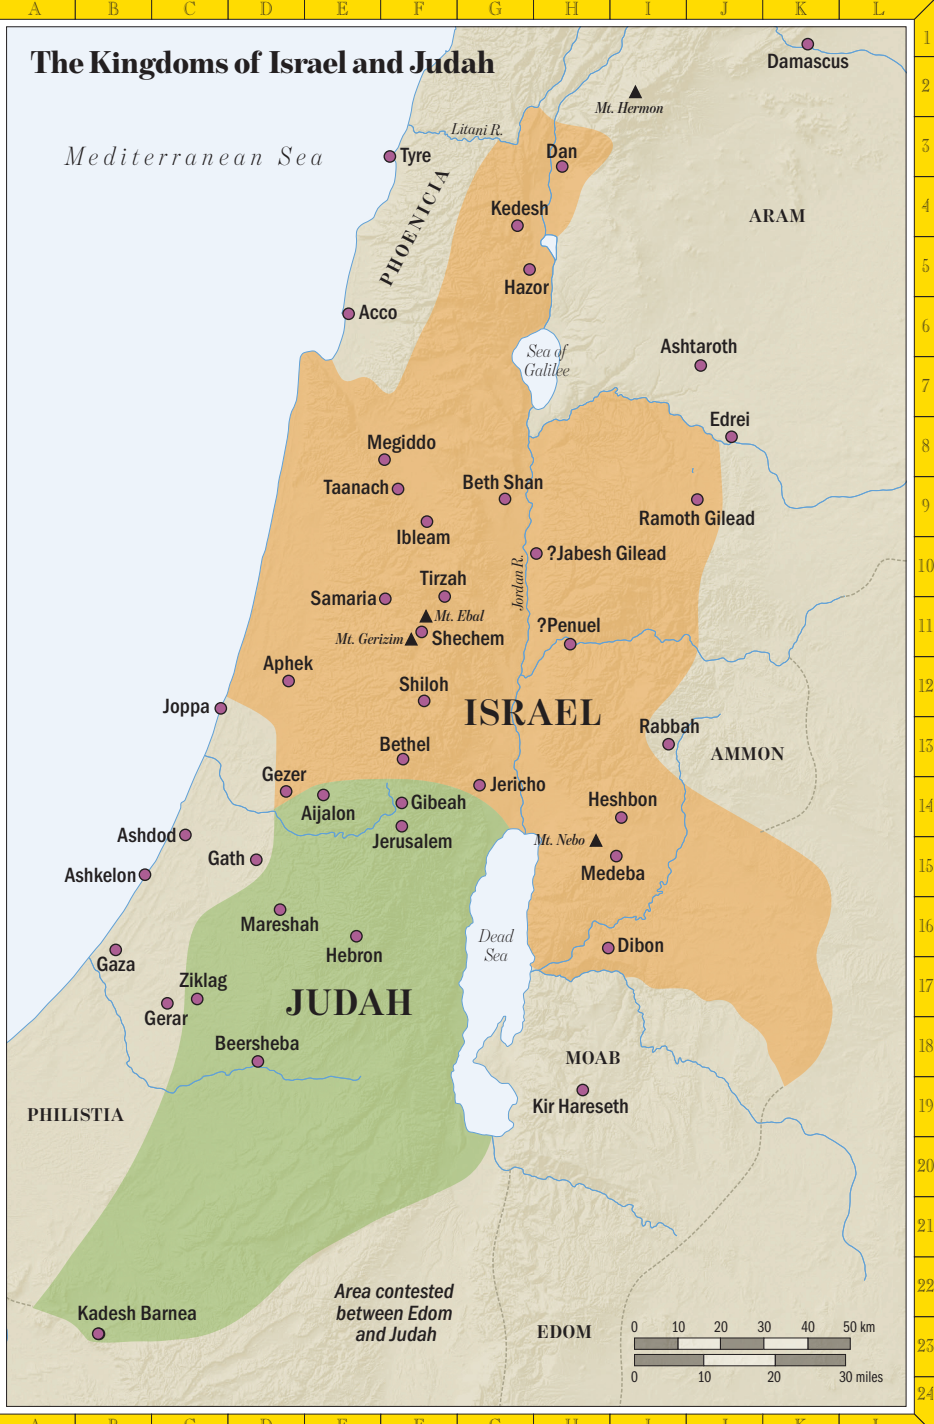 A B C D E F G H I J K L
The Kingdoms of Israel and Judah
1
Damascus
2
Mt. Hermon
Litani R.
3
Mediterranean Sea
Tyre
Dan
PHOENICIA
Kedesh
4
ARAM
5
Hazor
Acco
6
Ashtaroth
Sea of
Galilee
7
Edrei
Megiddo
8
Taanach
Beth Shan
9
Ramoth Gilead
Ibleam
?Jabesh Gilead
10
Jordan R.
Tirzah
Samaria
Mt. Ebal
11
?Penuel
Mt. Gerizim
Shechem
Aphek
12
Shiloh
Joppa
ISRAEL
Rabbah
13
Bethel
AMMON
Gezer
Jericho
14
Aijalon
Gibeah
Heshbon
Ashdod
Jerusalem
Mt. Nebo
15
Gath
Ashkelon
Medeba
16
Mareshah
Hebron
Dead
Sea
Dibon
Gaza
17
Ziklag
Gerar
JUDAH
18
Beersheba
MOAB
19
PHILISTIA
Kir Hareseth
20
21
22
Area contested
between Edom
and Judah
Kadesh Barnea
EDOM
23
0 10 20 30 40 50 km
0 10 20 30 miles
24
A B C D E F G H I J K L